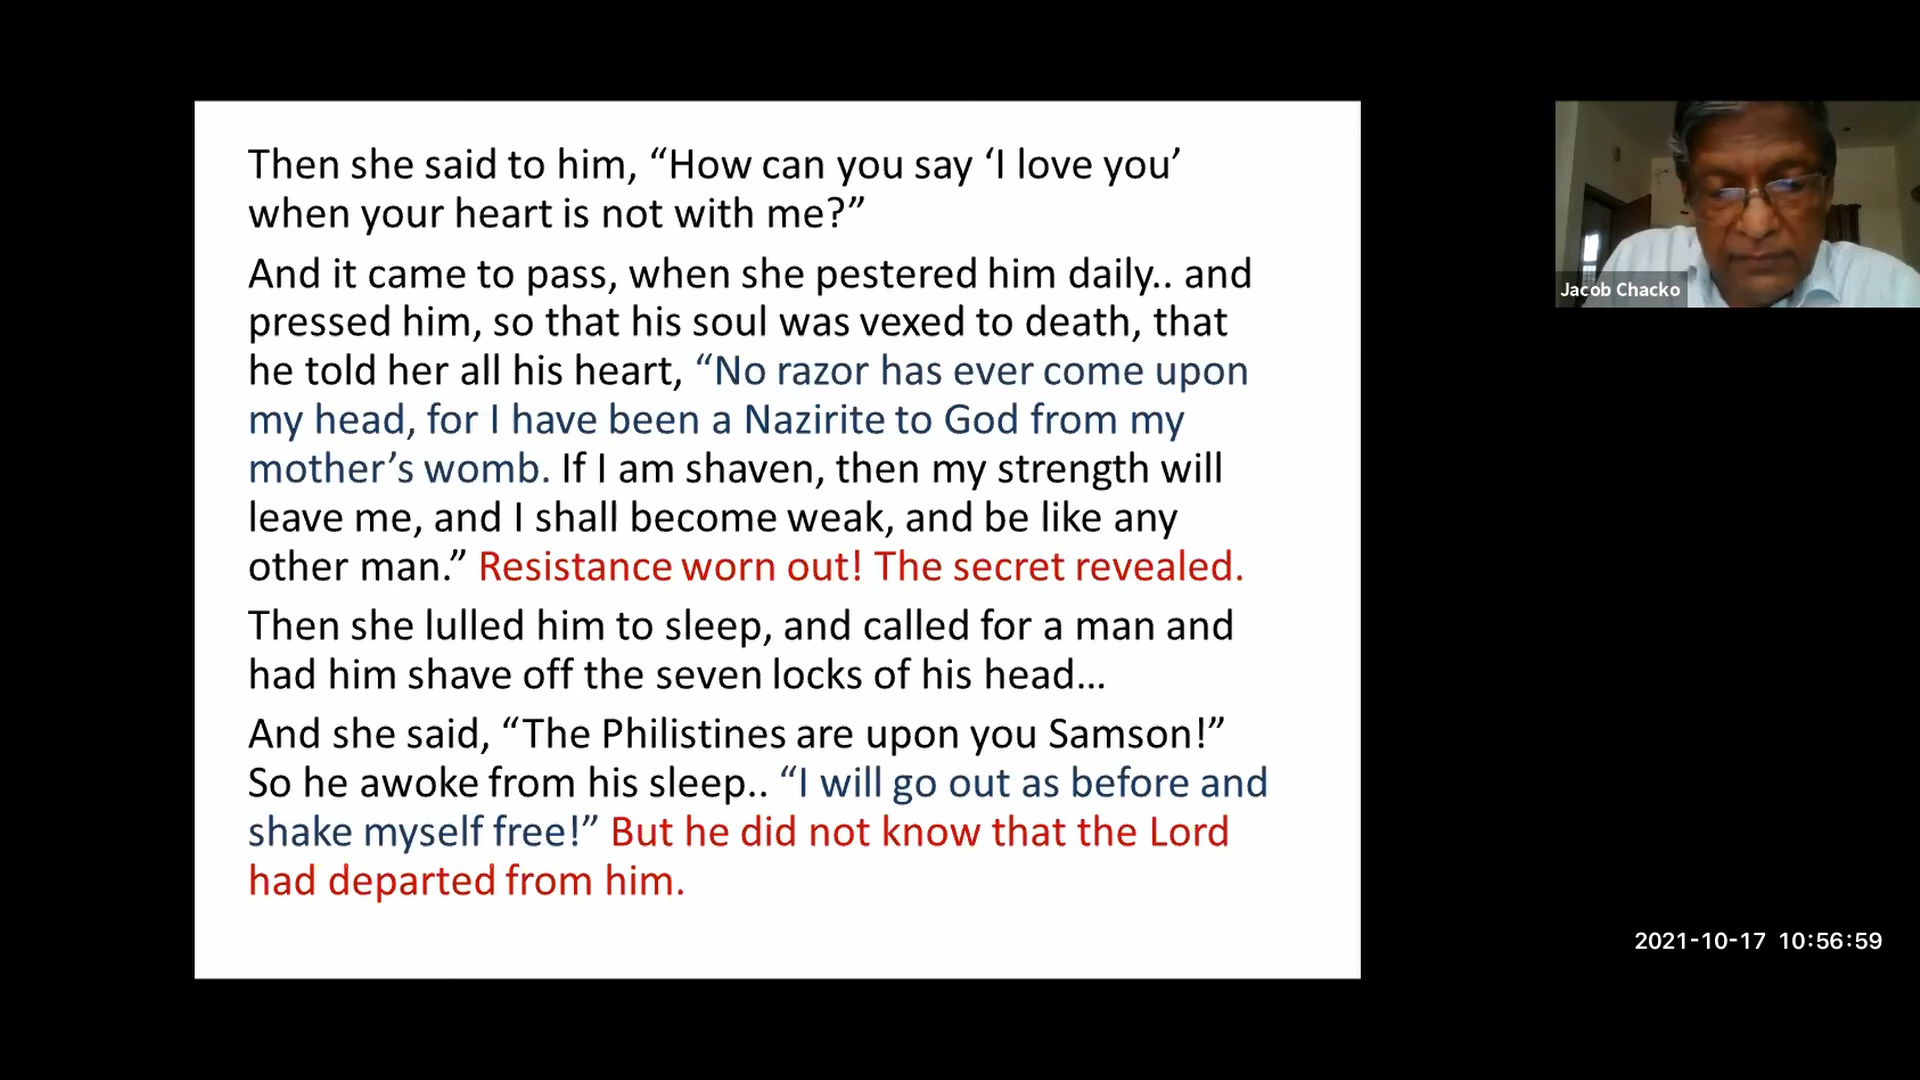 Then she said to him, “How can you say ‘I love you’
when your heart is not with me?”
And it came to pass, when she pestered him daily.. and
pressed him, so that his soul was vexed to death, that
he told her all his heart, “No razor has ever come upon
my head, for I have been a Nazirite to God from my
mother’s womb. If I am shaven, then my strength will
leave me, and I shall become weak, and be like any
other man.” Resistance worn out! The secret revealed.
Then she lulled him to sleep, and called for a man and
had him shave off the seven locks of his head…
And she said, “The Philistines are upon you Samson!”
So he awoke from his sleep.. “I will go out as before and
shake myself free!” But he did not know that the Lord
had departed from him.
Jacob Chacko
2021-10-17 10:56:59